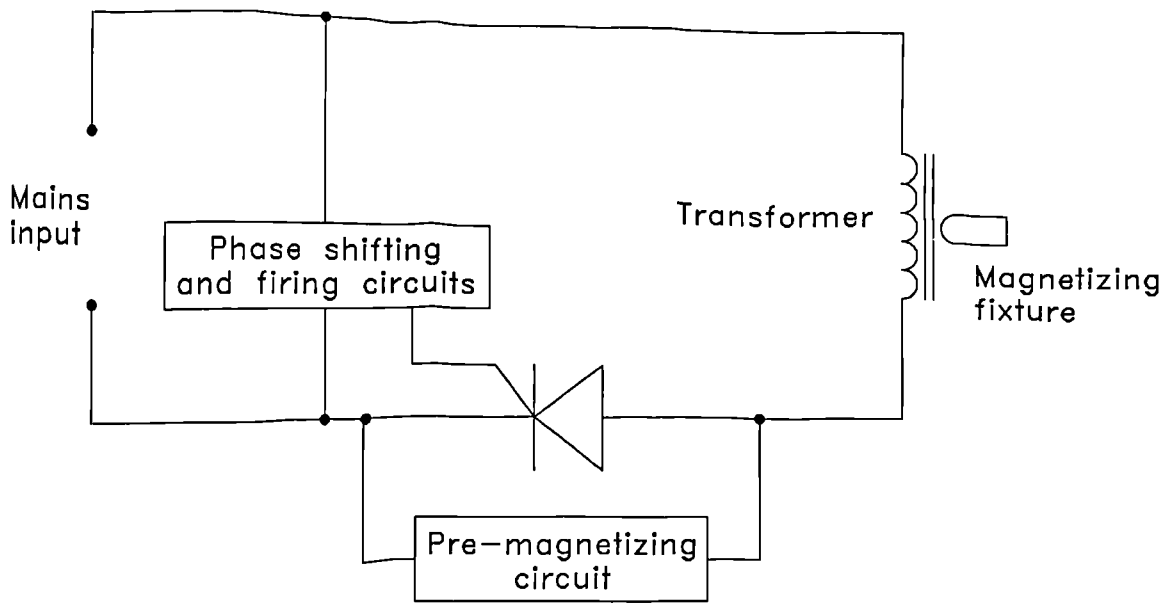 Mains
input
Phase shifting
and firing circuits
Transformer
Magnetizing
fixture
Pre-magnetizing
circuit